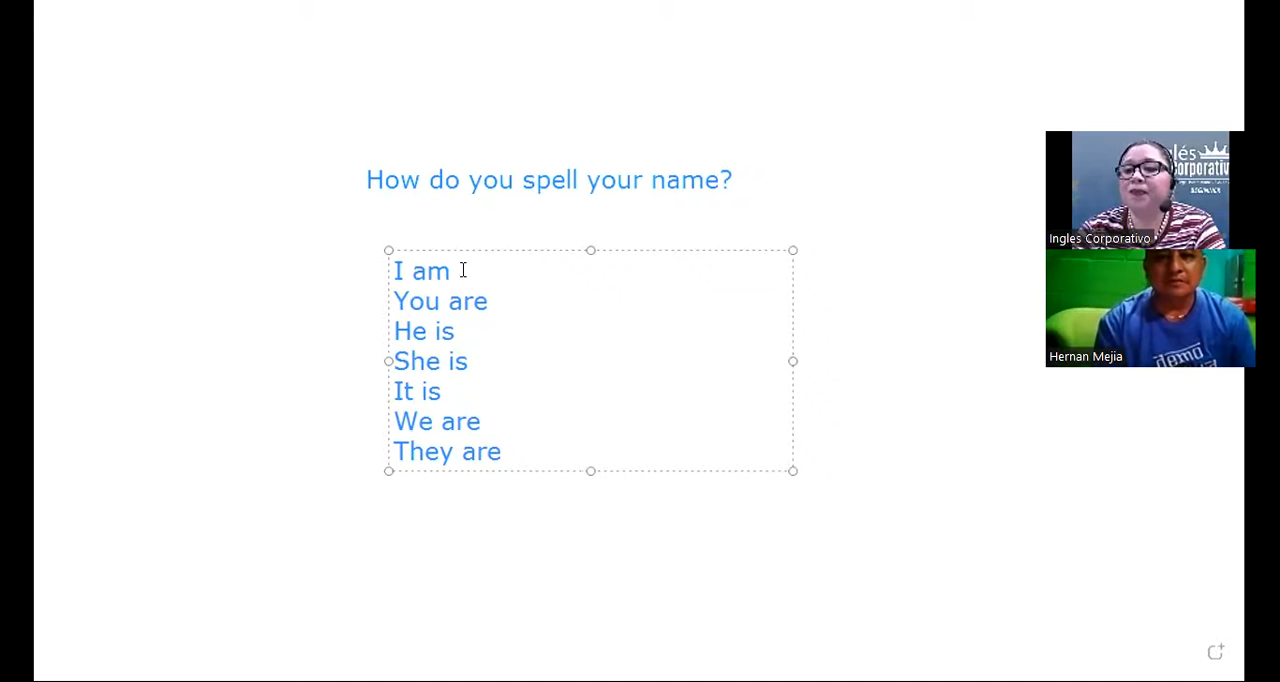 How do you spell your name?
I am
You are
He is
She is
It is
We are
They are
Ingles Corporativo
Hernan Mejia